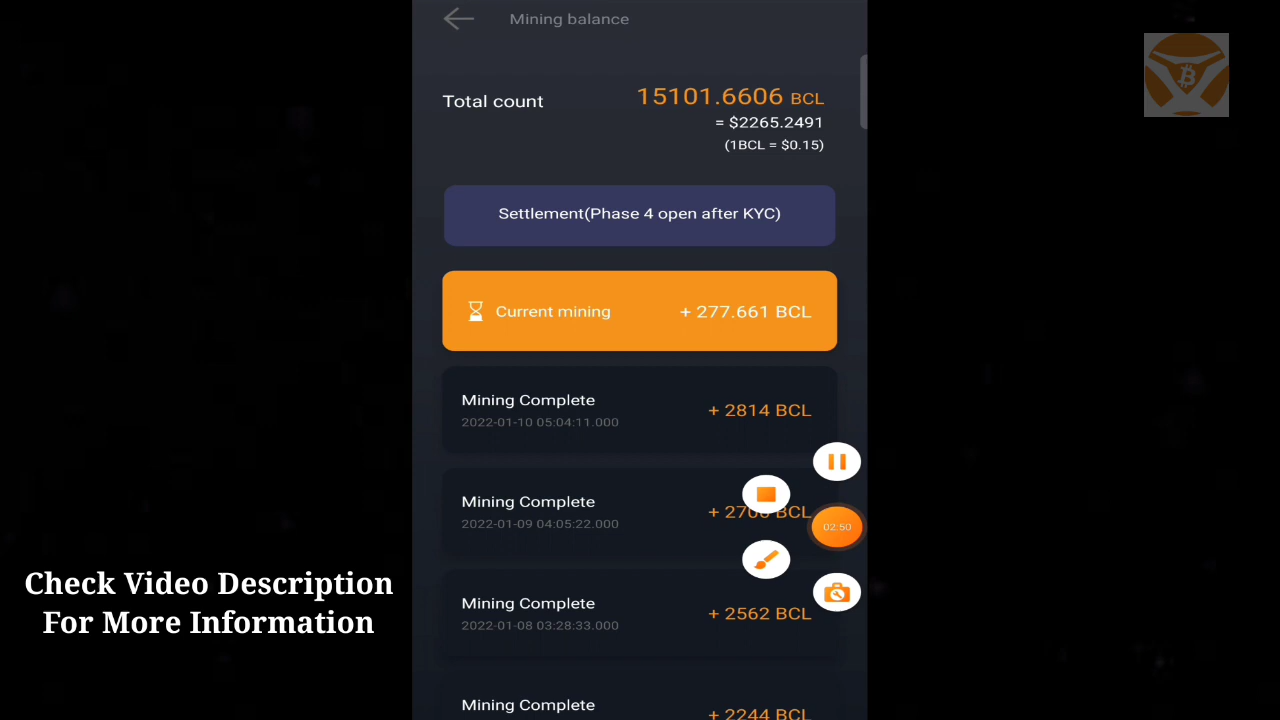 Mining balance
Total count
15101.6606 BCL
= $2265.2491
(1BCL = $0.15)
Settlement(Phase 4 open after KYC)
Current mining
+ 277.661 BCL
Mining Complete
2022-01-10 05:04:11.000
+ 2814 BCL
Mining Complete
2022-01-09 04:05:22.000
BCL
02:50
Mining Complete
2022-01-08 03:28:33.000
+ 2562 BCL
Mining Complete
+ 2244 BCL
Check Video Description
For More Information